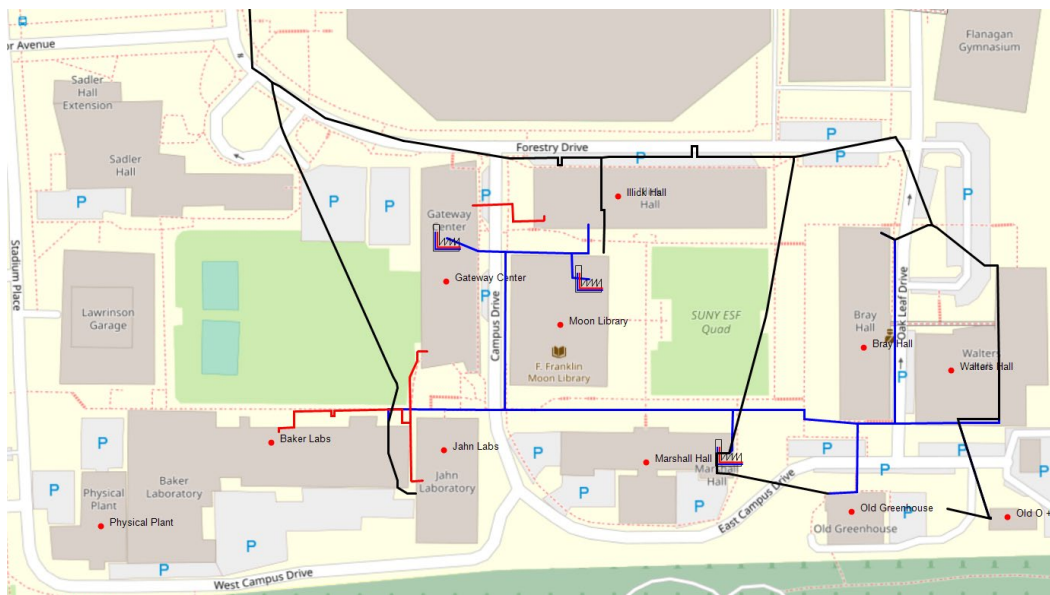 or Avenue
Flanagan
Gymnasium
Sadler
Hall
Extension
P
Forestry Drive
P
Sadler
Hall
P
P
P
P
P
P
Illick Hall
Hall
Gateway
Center
Stadium Place
Gateway Center
P
Campus Drive
Moon Library
F. Franklin
Moon Library
SUNY ESF
Quad
Oak Leaf Drive
Bray
Hall
Bray Hall
Walters Hall
P
Lawrinson
Garage
P
Baker Labs
Jahn Labs
P
P
P
Marshall Hall
Marshall
Hall
Jahn
Laboratory
Baker
Laboratory
P
Physical
Plant
Physical Plant
P
P
East Campus Drive
Old Greenhouse
P
Old Greenhouse
Old O +
P
P
West Campus Drive